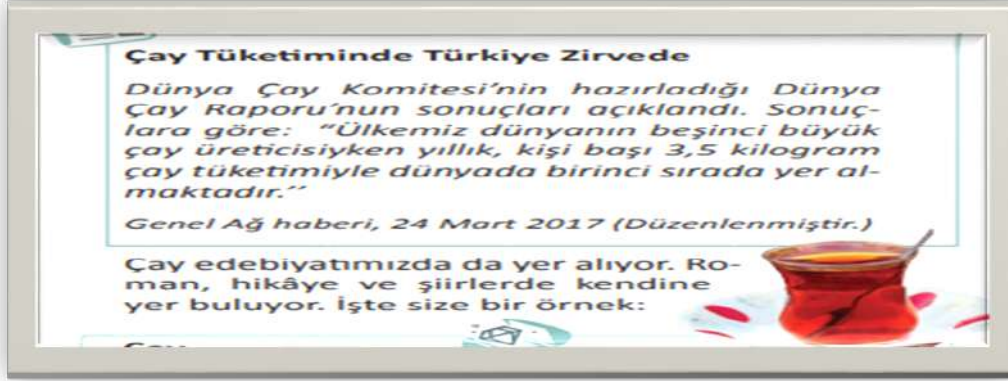 Çay Tüketiminde Türkiye Zirvede
Dünya Çay Komitesi’nin hazırladığı Dünya
Çay Raporu’nun sonuçları açıklandı. Sonuç-
lara göre: “Ülkemiz dünyanın beşinci büyük
çay üreticisiyken yıllık, kişi başı 3,5 kilogram
çay tüketimiyle dünyada birinci sırada yer al-
maktadır.’’
Genel Ağ haberi, 24 Mart 2017 (Düzenlenmiştir.)
Çay edebiyatımızda da yer alıyor. Ro-
man, hikâye ve şiirlerde kendine
yer buluyor. İşte size bir örnek: